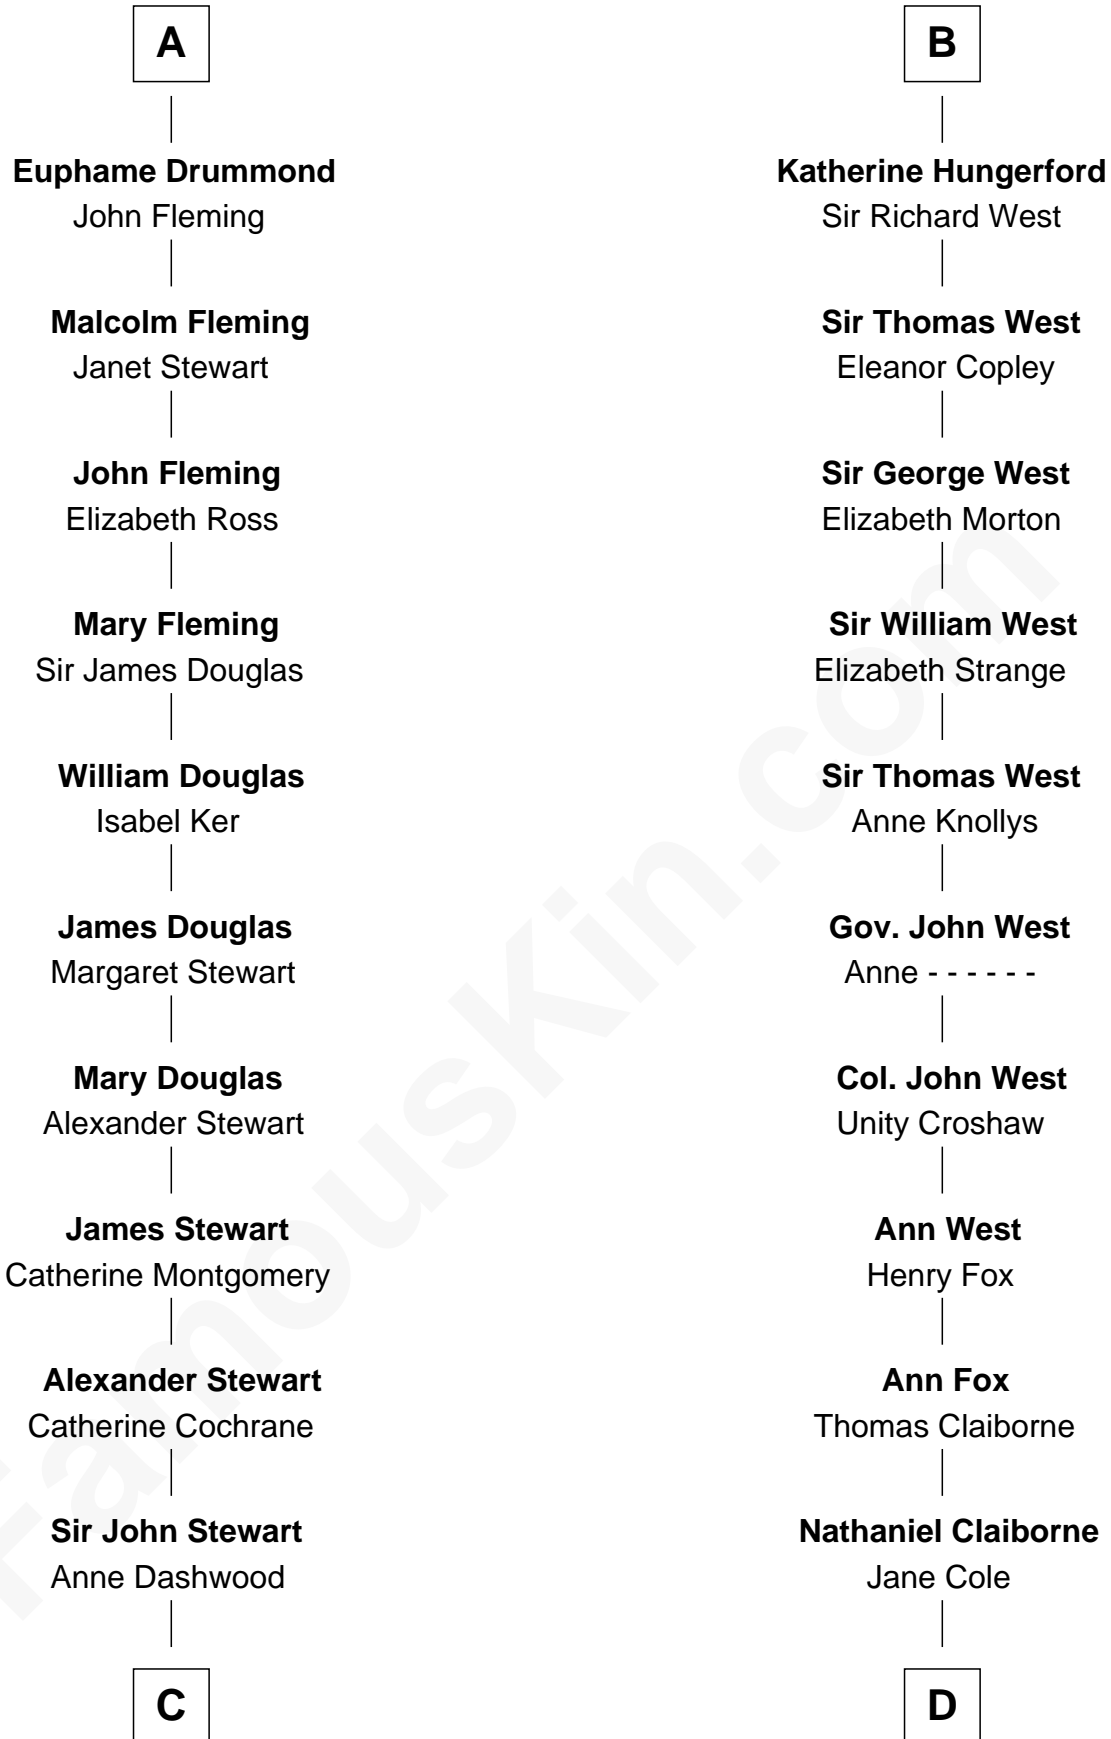 A
Euphame Drummond
John Fleming
Malcolm Fleming
Janet Stewart
John Fleming
Elizabeth Ross
Mary Fleming
Sir James Douglas
William Douglas
Isabel Ker
James Douglas
Margaret Stewart
Mary Douglas
Alexander Stewart
James Stewart
Catherine Montgomery
Alexander Stewart
Catherine Cochrane
Sir John Stewart
Anne Dashwood
C
B
Katherine Hungerford
Sir Richard West
Sir Thomas West
Eleanor Copley
Sir George West
Elizabeth Morton
Sir William West
Elizabeth Strange
Sir Thomas West
Anne Knollys
Gov. John West
Anne - - - - - -
Col. John West
Unity Croshaw
Ann West
Henry Fox
Ann Fox
Thomas Claiborne
Nathaniel Claiborne
Jane Cole
D
FamousKin.com